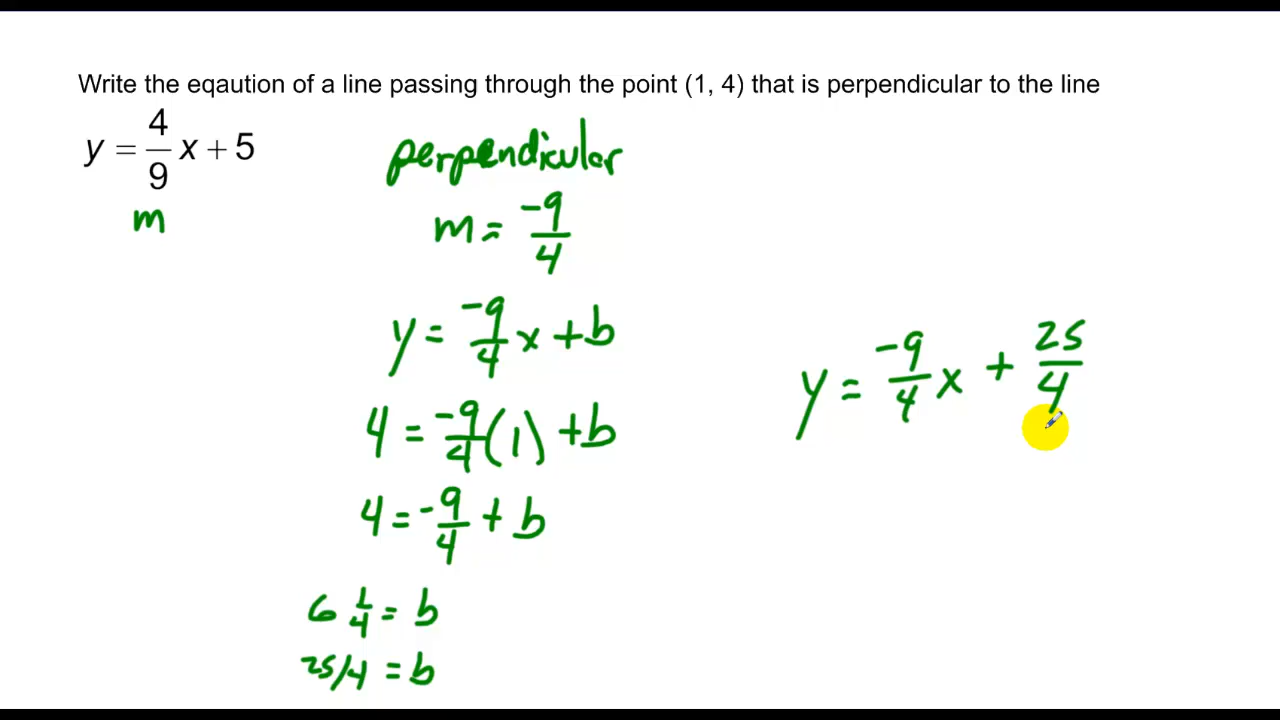 Write the eqaution of a line passing through the point (1, 4) that is perpendicular to the line
y = 4/9 x + 5
m
perpendicular
m = -9/4
y = -9/4 x + b
4 = -9/4 (1) + b
4 = -9/4 + b
6 1/4 = b
25/4 = b
y = -9/4 x + 25/4